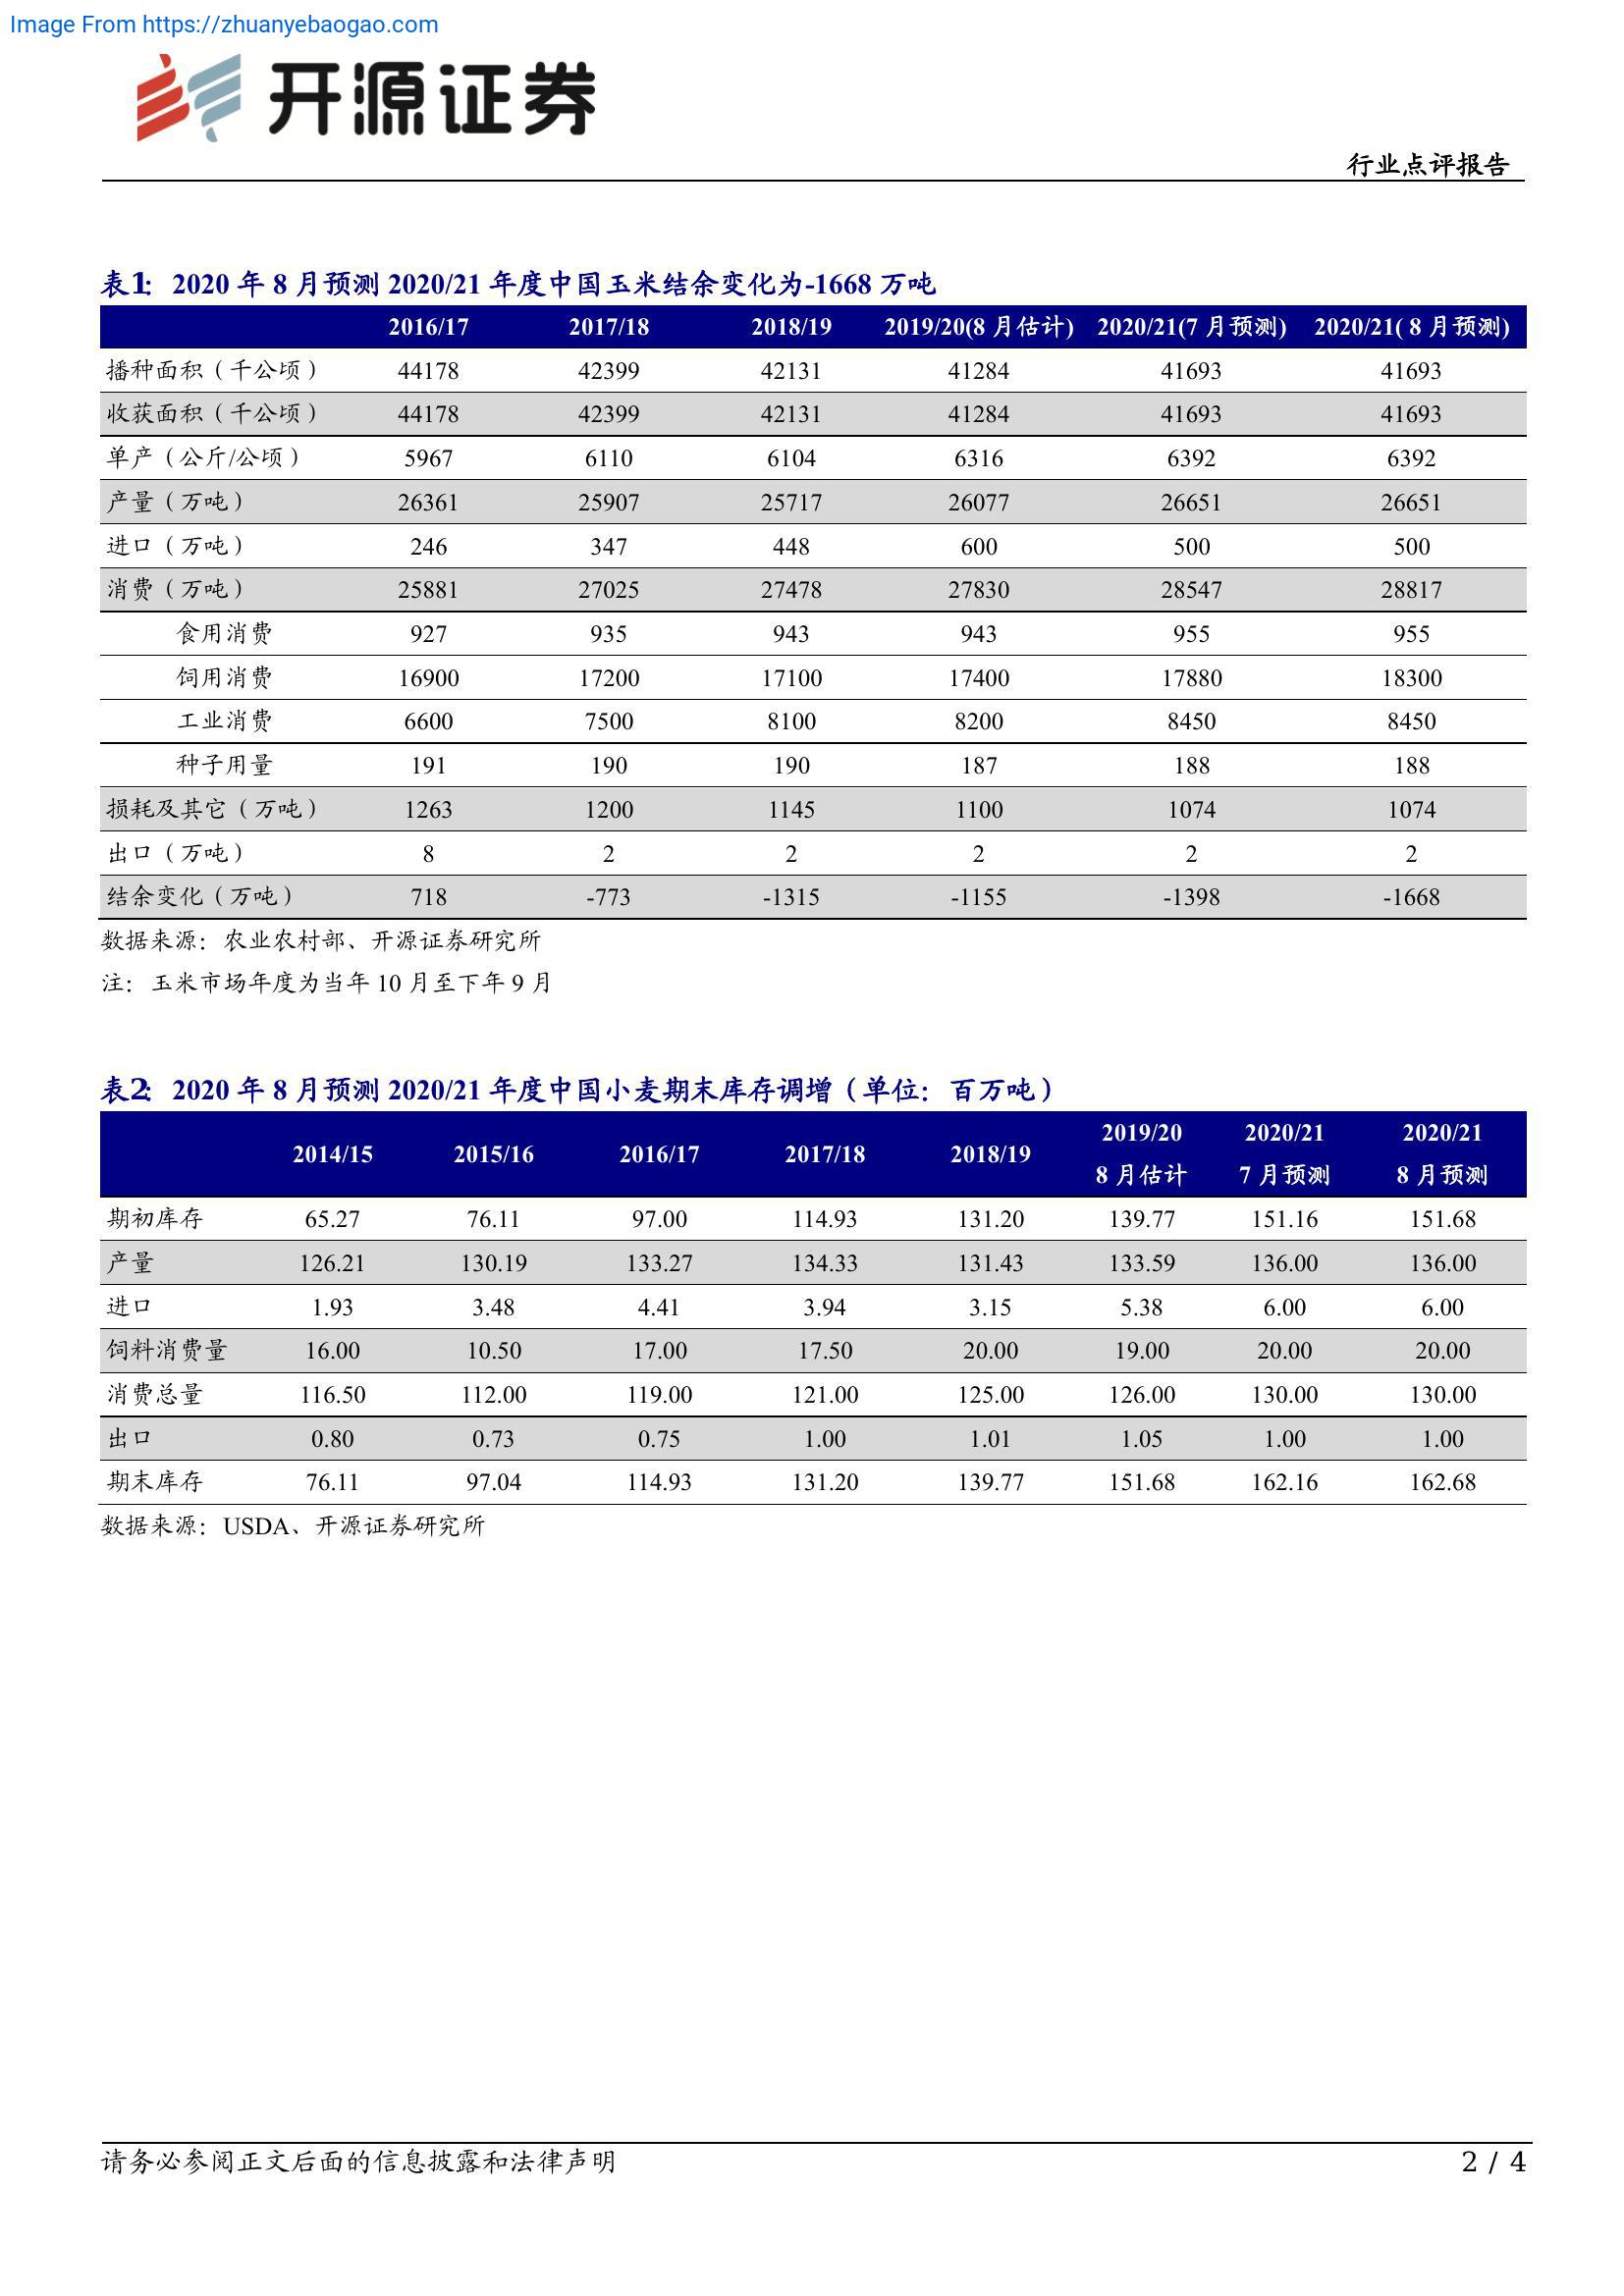 Image From https://zhuanyebaogao.com
开源证券
行业点评报告
表1： 2020 年 8 月预测 2020/21 年度中国玉米结余变化为-1668 万吨
2016/17 2017/18 2018/19 2019/20(8 月估计) 2020/21(7 月预测) 2020/21( 8 月预测)
播种面积（千公顷） 44178 42399 42131 41284 41693 41693
收获面积（千公顷） 44178 42399 42131 41284 41693 41693
单产（公斤/公顷） 5967 6110 6104 6316 6392 6392
产量（万吨） 26361 25907 25717 26077 26651 26651
进口（万吨） 246 347 448 600 500 500
消费（万吨） 25881 27025 27478 27830 28547 28817
食用消费 927 935 943 943 955 955
饲用消费 16900 17200 17100 17400 17880 18300
工业消费 6600 7500 8100 8200 8450 8450
种子用量 191 190 190 187 188 188
损耗及其它（万吨） 1263 1200 1145 1100 1074 1074
出口（万吨） 8 2 2 2 2 2
结余变化（万吨） 718 -773 -1315 -1155 -1398 -1668
数据来源：农业农村部、开源证券研究所
注：玉米市场年度为当年 10 月至下年 9 月
表2： 2020 年 8 月预测 2020/21 年度中国小麦期末库存调增（单位：百万吨）
2014/15 2015/16 2016/17 2017/18 2018/19 2019/20 2020/21 2020/21
8 月估计 7 月预测 8 月预测
期初库存 65.27 76.11 97.00 114.93 131.20 139.77 151.16 151.68
产量 126.21 130.19 133.27 134.33 131.43 133.59 136.00 136.00
进口 1.93 3.48 4.41 3.94 3.15 5.38 6.00 6.00
饲料消费量 16.00 10.50 17.00 17.50 20.00 19.00 20.00 20.00
消费总量 116.50 112.00 119.00 121.00 125.00 126.00 130.00 130.00
出口 0.80 0.73 0.75 1.00 1.01 1.05 1.00 1.00
期末库存 76.11 97.04 114.93 131.20 139.77 151.68 162.16 162.68
数据来源：USDA、开源证券研究所
请务必参阅正文后面的信息披露和法律声明 2 / 4